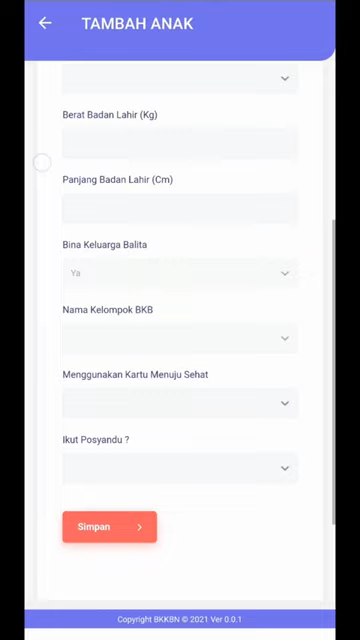 TAMBAH ANAK
Berat Badan Lahir (Kg)
Panjang Badan Lahir (Cm)
Bina Keluarga Balita
Ya
Nama Kelompok BKB
Menggunakan Kartu Menuju Sehat
Ikut Posyandu ?
Simpan
Copyright BKKBN © 2021 Ver 0.0.1